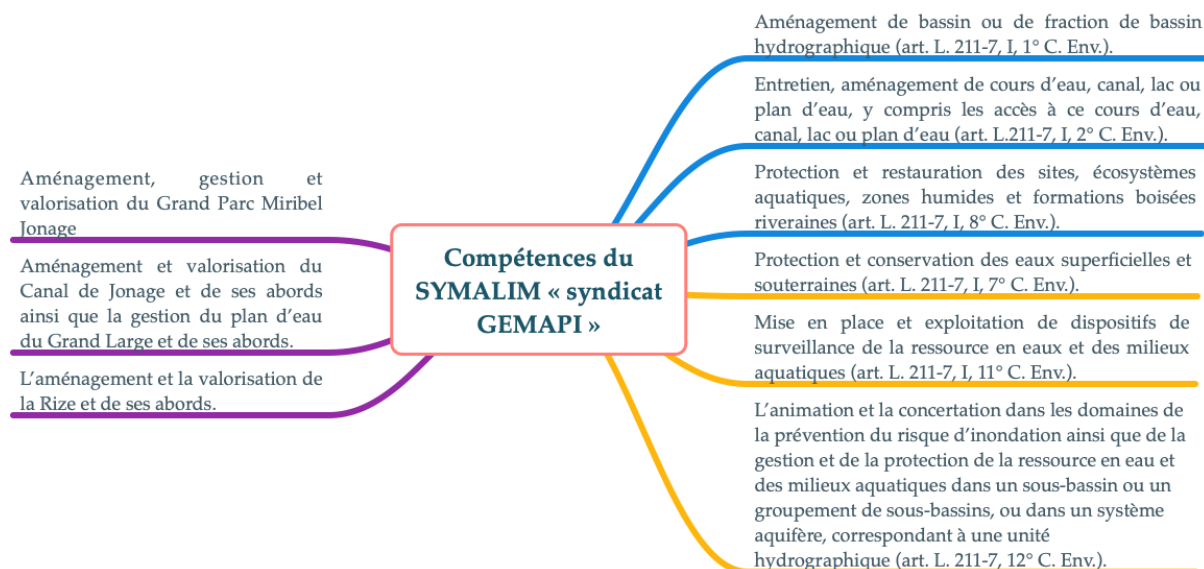 Aménagement, gestion et
valorisation du Grand Parc Miribel
Jonage
Aménagement et valorisation du
Canal de Jonage et de ses abords
ainsi que la gestion du plan d'eau
du Grand Large et de ses abords.
L'aménagement et la valorisation de
la Rize et de ses abords.
Compétences du
SYMALIM « syndicat
GEMAPI »
Aménagement de bassin ou de fraction de bassin
hydrographique (art. L. 211-7, I, 1° C. Env.).
Entretien, aménagement de cours d'eau, canal, lac ou
plan d'eau, y compris les accès à ce cours d'eau,
canal, lac ou plan d'eau (art. L.211-7, I, 2° C. Env.).
Protection et restauration des sites, écosystèmes
aquatiques, zones humides et formations boisées
riveraines (art. L. 211-7, I, 8° C. Env.).
Protection et conservation des eaux superficielles et
souterraines (art. L. 211-7, I, 7° C. Env.).
Mise en place et exploitation de dispositifs de
surveillance de la ressource en eaux et des milieux
aquatiques (art. L. 211-7, I, 11° C. Env.).
L'animation et la concertation dans les domaines de
la prévention du risque d'inondation ainsi que de la
gestion et de la protection de la ressource en eau et
des milieux aquatiques dans un sous-bassin ou un
groupement de sous-bassins, ou dans un système
aquifère, correspondant à une unité
hydrographique (art. L. 211-7, 12° C. Env.).